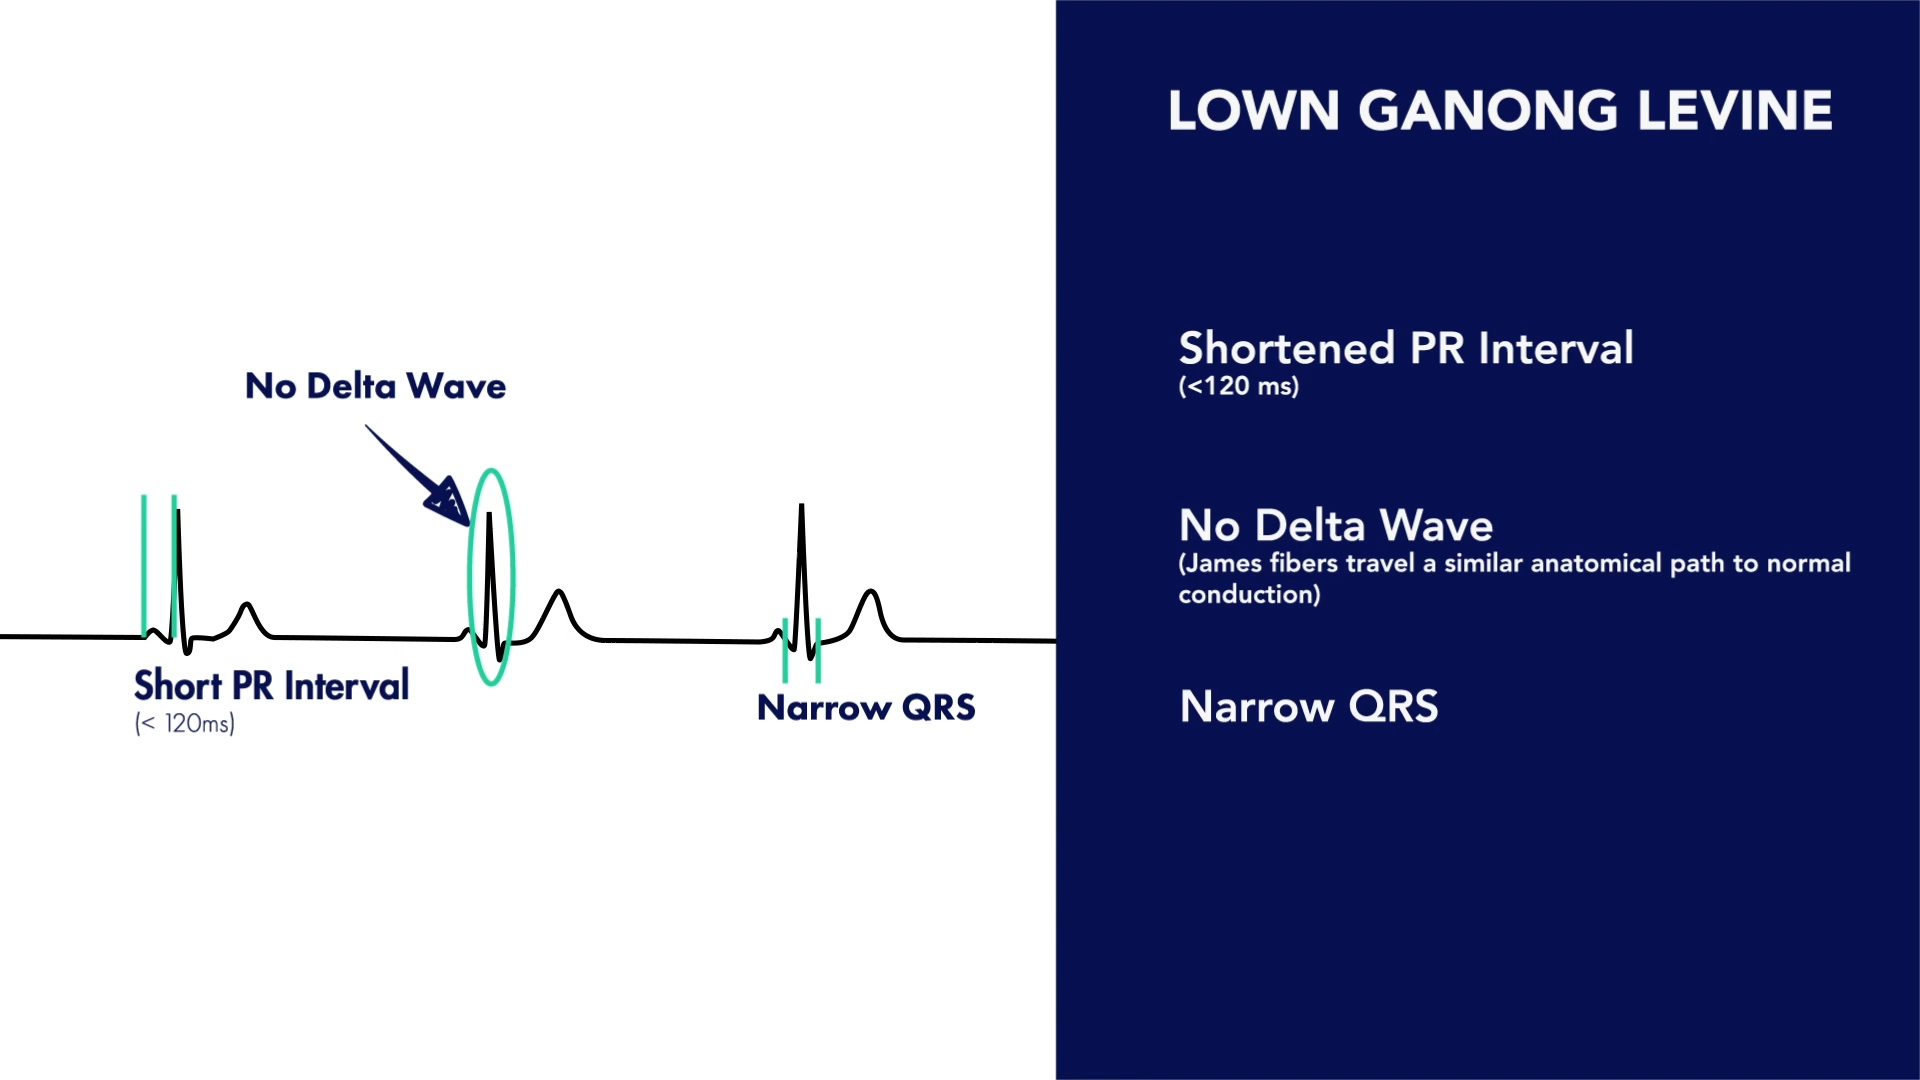 No Delta Wave
Short PR Interval
(< 120ms)
Narrow QRS
LOWN GANONG LEVINE
Shortened PR Interval
(<120 ms)
No Delta Wave
(James fibers travel a similar anatomical path to normal
conduction)
Narrow QRS